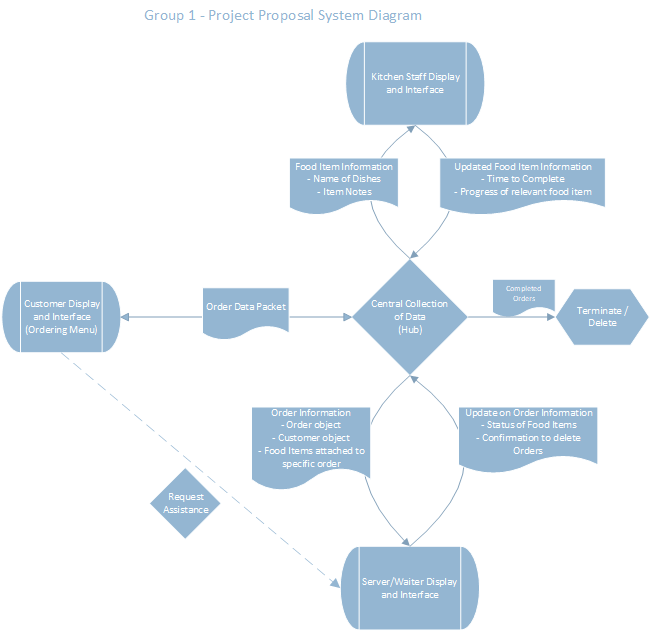 Group 1 - Project Proposal System Diagram
Kitchen Staff Display
and Interface
Food Item Information
- Name of Dishes
- Item Notes
Updated Food Item Information
- Time to Complete
- Progress of relevant food item
Customer Display
and Interface
(Ordering Menu)
Order Data Packet
Central Collection
of Data
(Hub)
Completed
Orders
Terminate /
Delete
Order Information
- Order object
- Customer object
- Food Items attached to
specific order
Update on Order Information
- Status of Food Items
- Confirmation to delete
Orders
Request
Assistance
Server/Waiter Display
and Interface